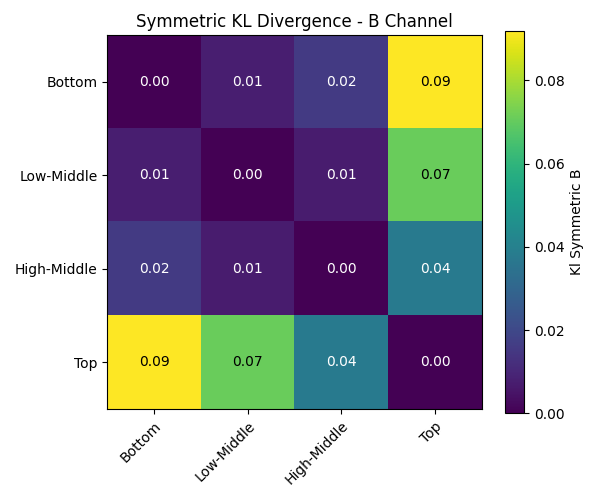 Symmetric KL Divergence - B Channel
Bottom 0.00 0.01 0.02 0.09
Low-Middle 0.01 0.00 0.01 0.07
High-Middle 0.02 0.01 0.00 0.04
Top 0.09 0.07 0.04 0.00
Bottom Low-Middle High-Middle Top
0.08
0.06
0.04
0.02
0.00
Kl Symmetric B